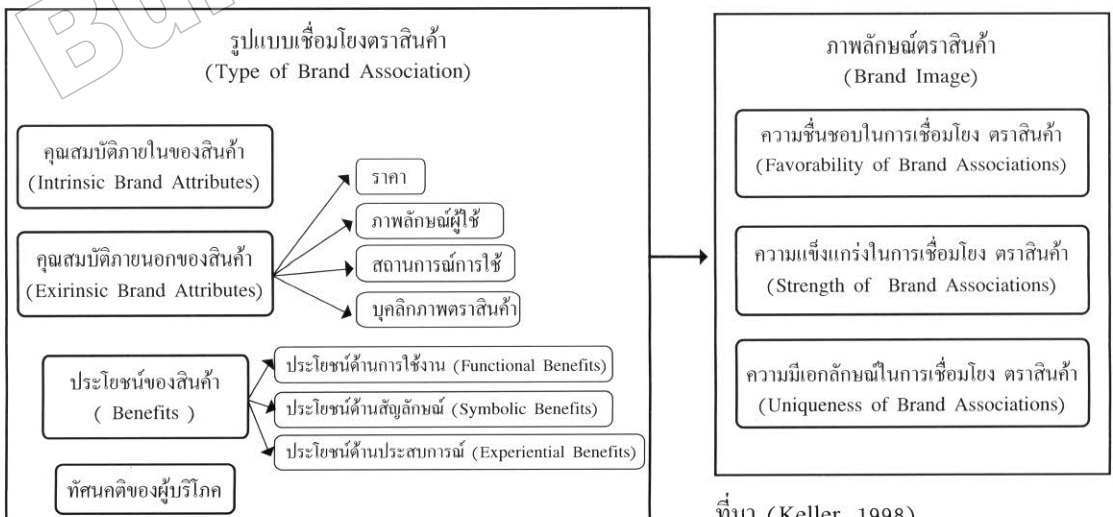 รูปแบบเชื่อมโยงตราสินค้า
(Type of Brand Association)
คุณสมบัติภายในของสินค้า
(Intrinsic Brand Attributes)
คุณสมบัติภายนอกของสินค้า
(Exirinsic Brand Attributes)
ราคา
ภาพลักษณ์ผู้ใช้
สถานการณ์การใช้
บุคลิกภาพตราสินค้า
ประโยชน์ของสินค้า
( Benefits )
ประโยชน์ด้านการใช้งาน (Functional Benefits)
ประโยชน์ด้านสัญลักษณ์ (Symbolic Benefits)
ประโยชน์ด้านประสบการณ์ (Experiential Benefits)
ทัศนคติของผู้บริโภค
ภาพลักษณ์ตราสินค้า
(Brand Image)
ความชื่นชอบในการเชื่อมโยง ตราสินค้า
(Favorability of Brand Associations)
ความแข็งแกร่งในการเชื่อมโยง ตราสินค้า
(Strength of Brand Associations)
ความมีเอกลักษณ์ในการเชื่อมโยง ตราสินค้า
(Uniqueness of Brand Associations)
ที่มา (Keller, 1998)